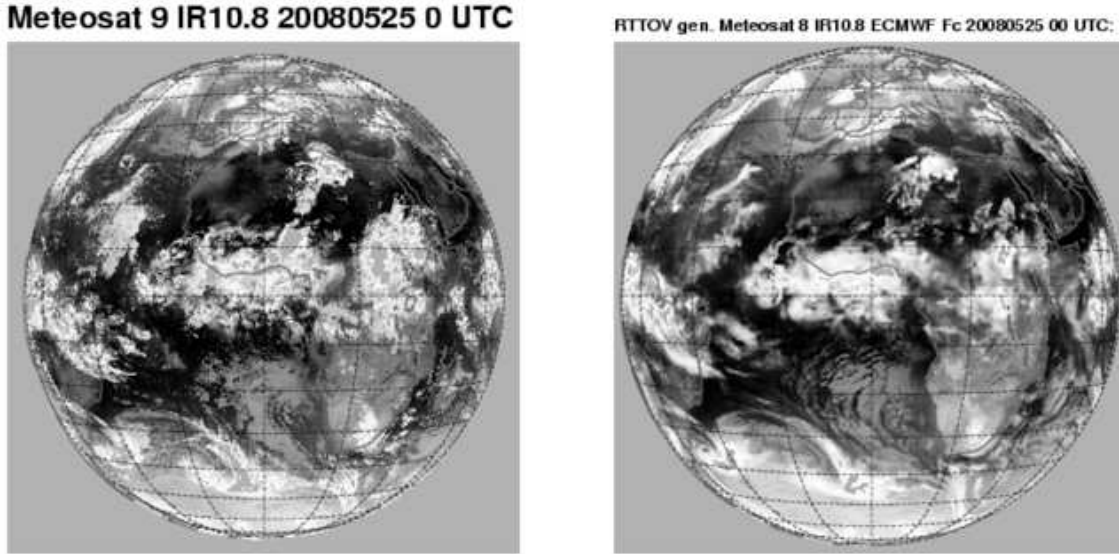 Meteosat 9 IR10.8 20080525 0 UTC
RTTOV gen. Meteosat 8 IR10.8 ECMWF Fc 20080525 00 UTC: